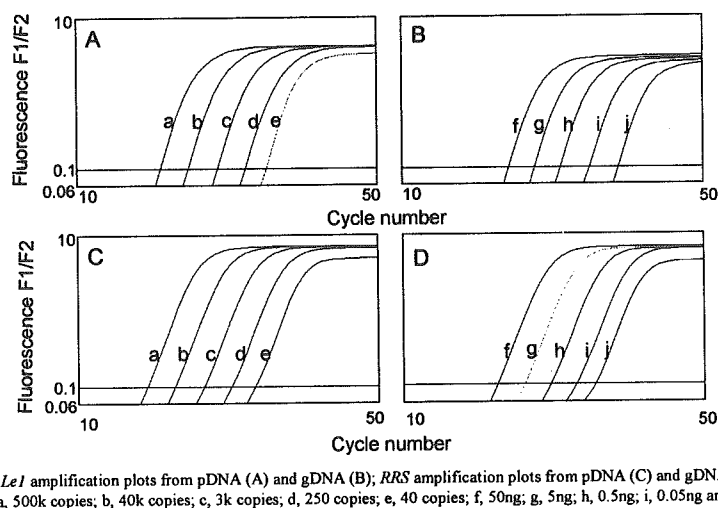 10
A
B
Fluorescence F1/F2
a b c d e
f g h i j
0.1
0.06
10
50
10
50
Cycle number
10
C
D
Fluorescence F1/F2
a b c d e
f g h i j
0.1
0.06
10
50
10
50
Cycle number
Le1 amplification plots from pDNA (A) and gDNA (B); RRS amplification plots from pDNA (C) and
a, 500k copies; b, 40k copies; c, 3k copies; d, 250 copies; e, 40 copies; f, 50ng; g, 5ng; h, 0.5ng; i, 0.05ng